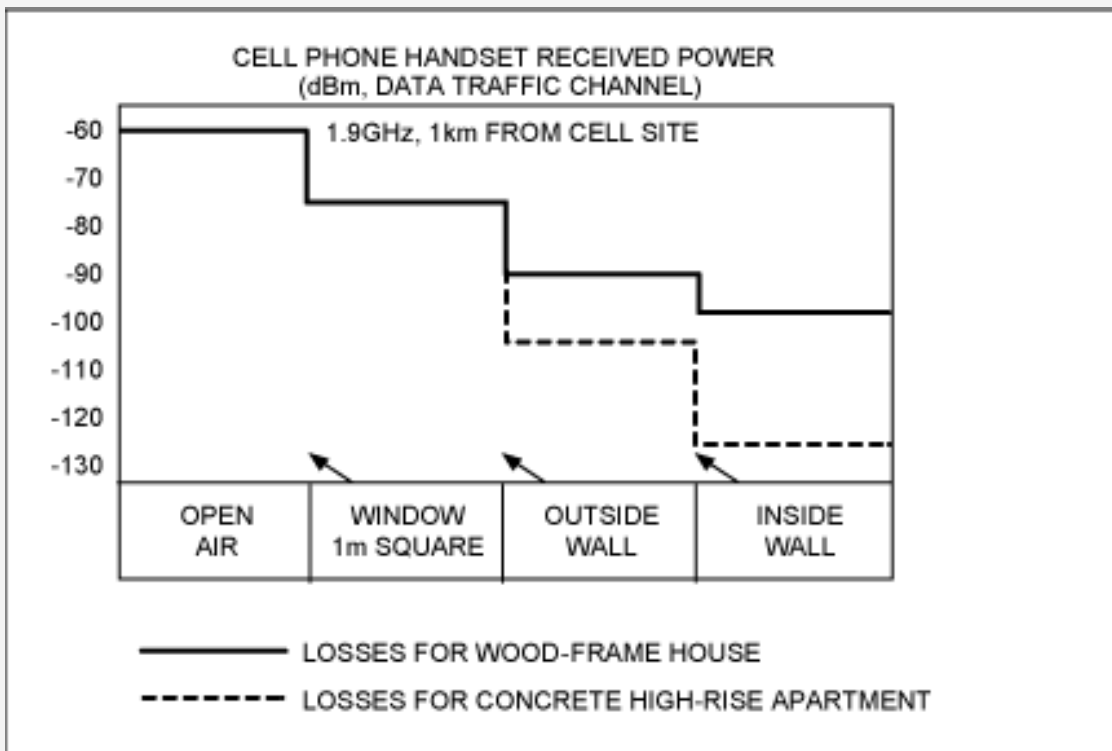 CELL PHONE HANDSET RECEIVED POWER
(dBm, DATA TRAFFIC CHANNEL)
1.9GHz, 1km FROM CELL SITE
-60
-70
-80
-90
-100
-110
-120
-130
OPEN AIR
WINDOW 1m SQUARE
OUTSIDE WALL
INSIDE WALL
LOSSES FOR WOOD-FRAME HOUSE
LOSSES FOR CONCRETE HIGH-RISE APARTMENT